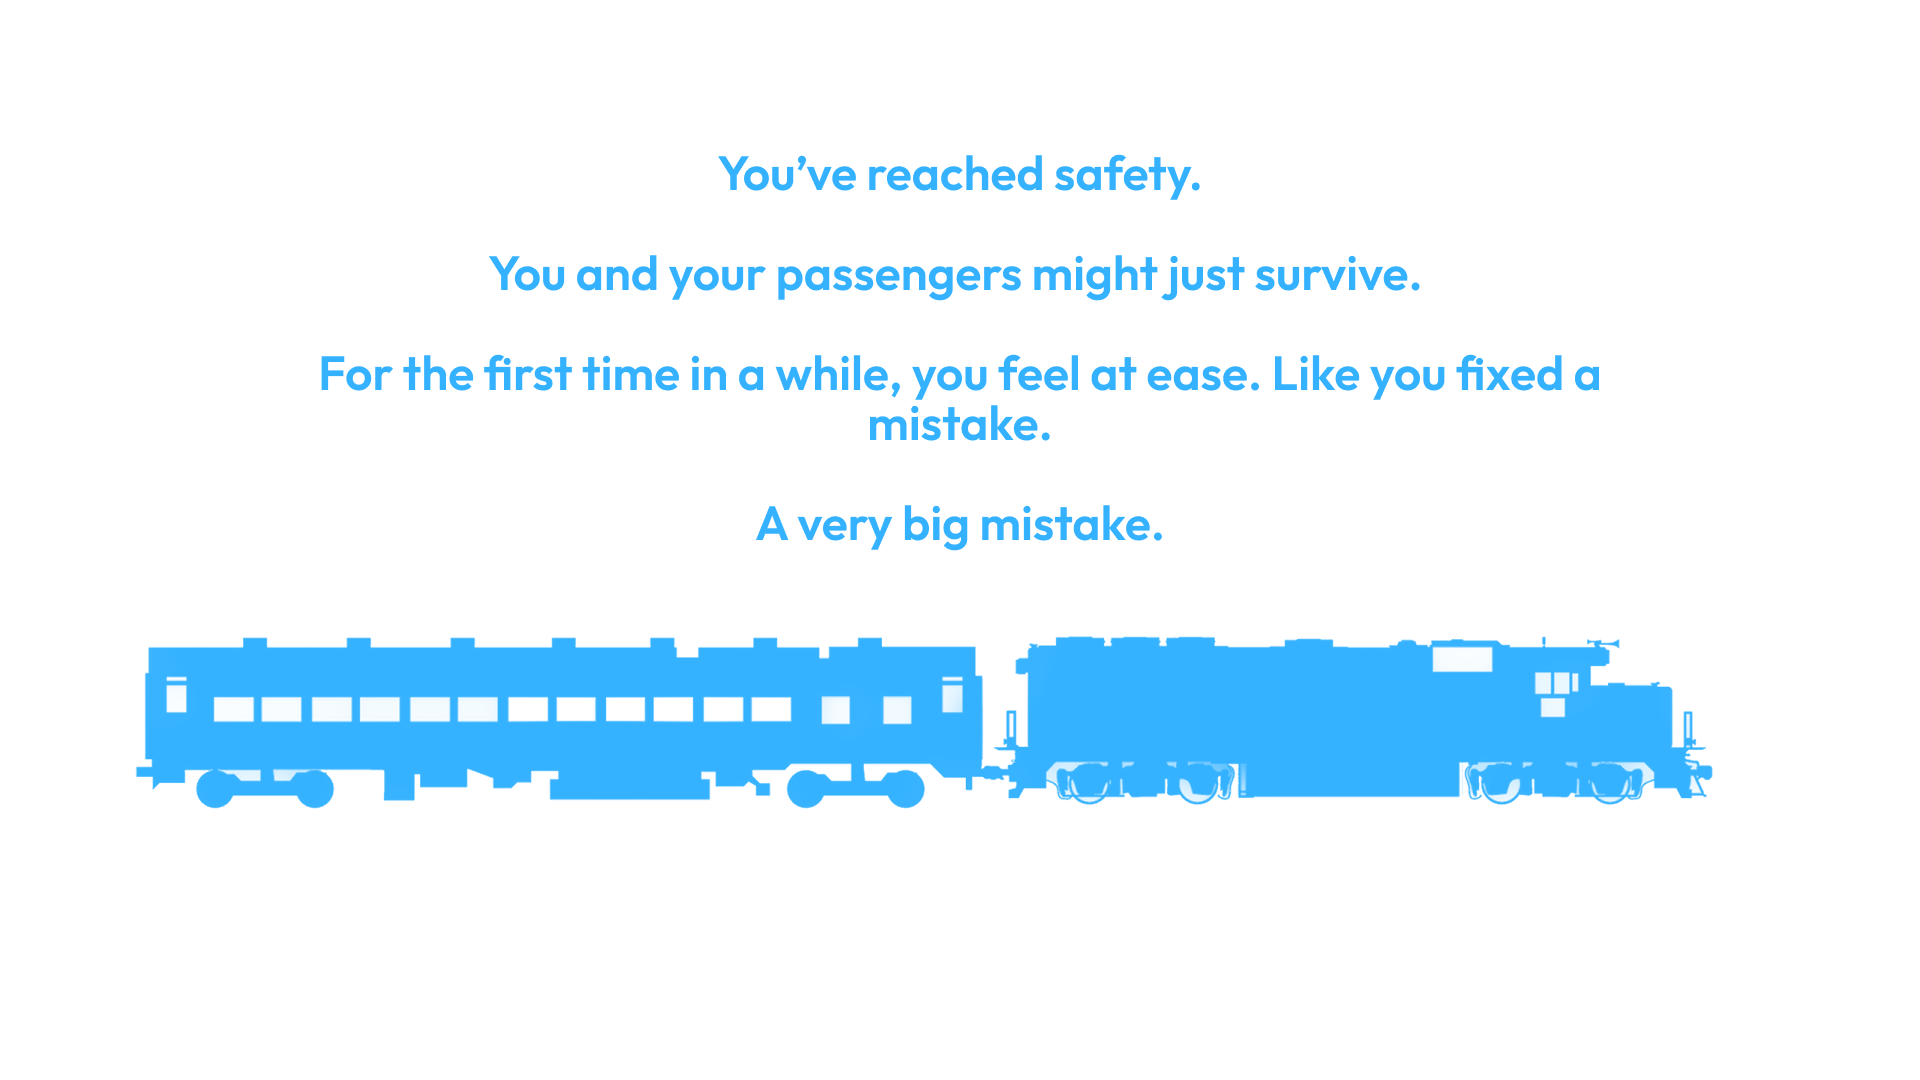 You’ve reached safety.
You and your passengers might just survive.
For the first time in a while, you feel at ease. Like you fixed a
mistake.
A very big mistake.